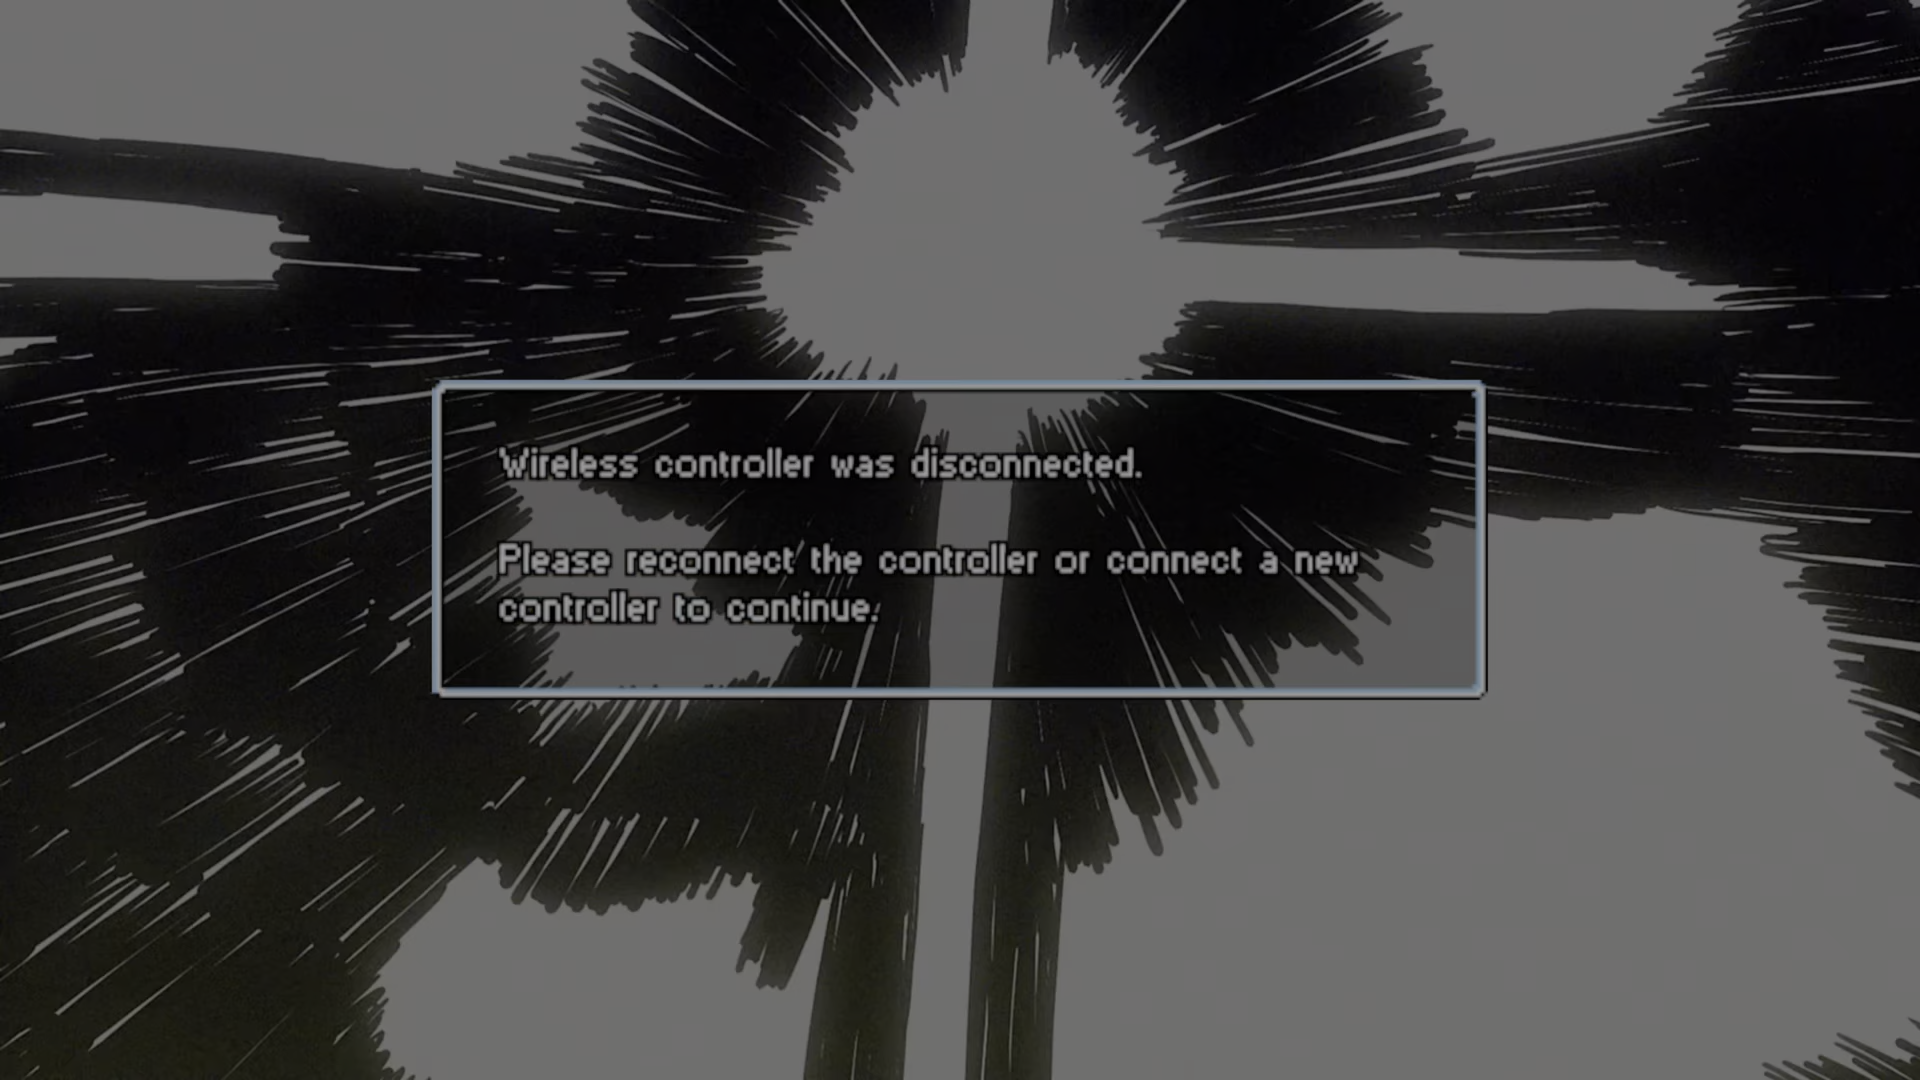 Wireless controller was disconnected.
Please reconnect the controller or connect a new
controller to continue.